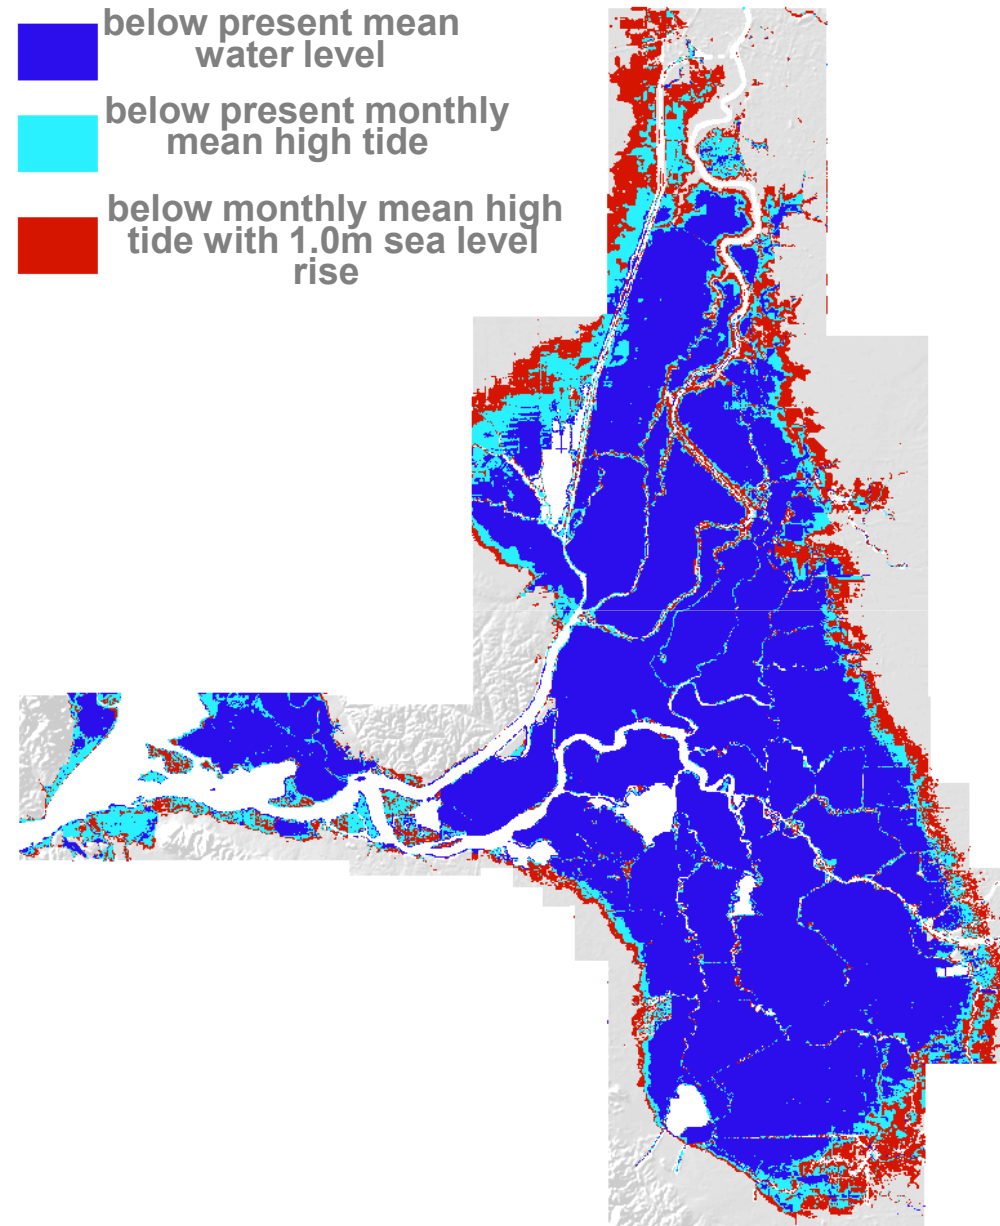 below present mean
water level
below present monthly
mean high tide
below monthly mean high
tide with 1.0m sea level
rise